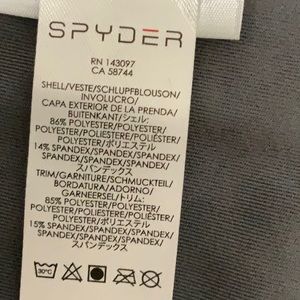 SPYDER
RN 143097
CA 58744
SHELL/VESTE/SCHLUPFBLOUSON/
INVOLUCRO/
CAPA EXTERIOR DE LA PRENDA/
BUITENKANT/シェル:
86% POLYESTER/POLYESTER/
POLYESTER/POLIESTERE/POLIÉSTER/
POLYESTER/ポリエステル
14% SPANDEX/SPANDEX/SPANDEX/
SPANDEX/SPANDEX/SPANDEX/
スパンデックス
TRIM/GARNITURE/SCHMUCKTEIL/
BORDATURA/ADORNO/
GARNEERSEL/トリム:
85% POLYESTER/POLYESTER/
POLYESTER/POLIESTERE/POLIÉSTER/
POLYESTER/ポリエステル
15% SPANDEX/SPANDEX/SPANDEX/
SPANDEX/SPANDEX/SPANDEX/
スパンデックス
30°C